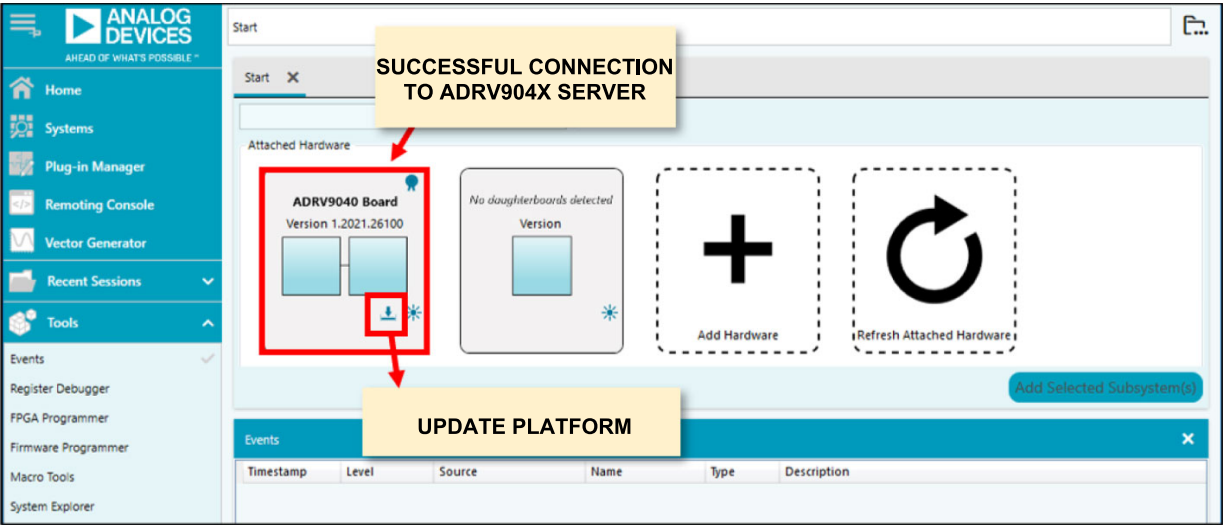 ANALOG
DEVICES
AHEAD OF WHAT'S POSSIBLE™
Home
Systems
Plug-in Manager
Remoting Console
Vector Generator
Recent Sessions
Tools
Events
Register Debugger
FPGA Programmer
Firmware Programmer
Macro Tools
System Explorer
Start
Start
SUCCESSFUL CONNECTION
TO ADRV904X SERVER
Attached Hardware
ADRV9040 Board
Version 1.2021.26100
No daughterboards detected
Version
Add Hardware
Refresh Attached Hardware
Add Selected Subsystem(s)
UPDATE PLATFORM
Events
Timestamp Level Source Name Type Description